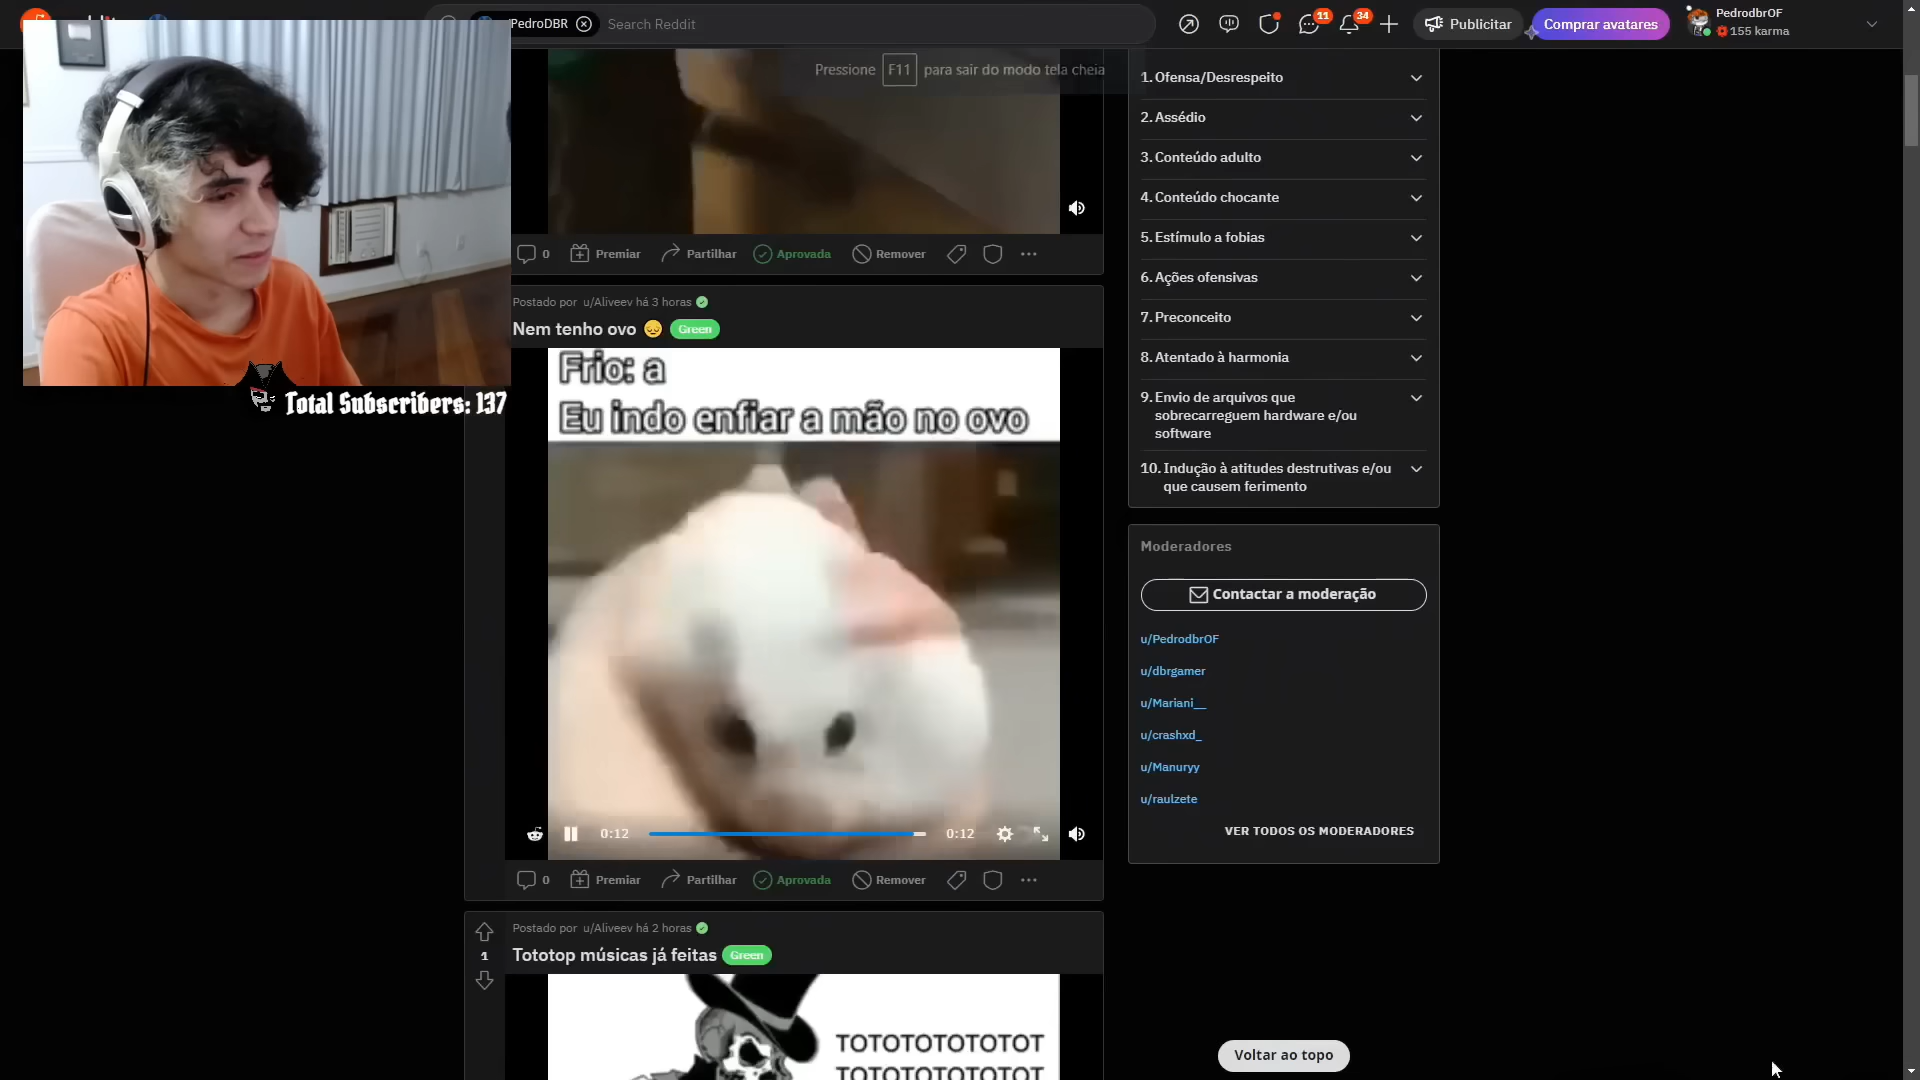 PedroDBR
Search Reddit
11
34
Publicitar
Comprar avatares
PedrodbrOF
155 karma
Pressione F11 para sair do modo tela cheia
Total Subscribers: 137
0 Premiar Partilhar Aprovada Remover
Postado por u/Aliveev há 3 horas
Nem tenho ovo 😔 Green
Frio: a
Eu indo enfiar a mão no ovo
0:12
0:12
0 Premiar Partilhar Aprovada Remover
Postado por u/Aliveev há 2 horas
1
Tototop músicas já feitas Green
TOTOTOTOTOTOT
TOTOTOTOTOTOT
1. Ofensa/Desrespeito
2. Assédio
3. Conteúdo adulto
4. Conteúdo chocante
5. Estímulo a fobias
6. Ações ofensivas
7. Preconceito
8. Atentado à harmonia
9. Envio de arquivos que
sobrecarreguem hardware e/ou
software
10. Indução à atitudes destrutivas e/ou
que causem ferimento
Moderadores
Contactar a moderação
u/PedrodbrOF
u/dbrgamer
u/Mariani__
u/crashxd_
u/Manuryy
u/raulzete
VER TODOS OS MODERADORES
Voltar ao topo